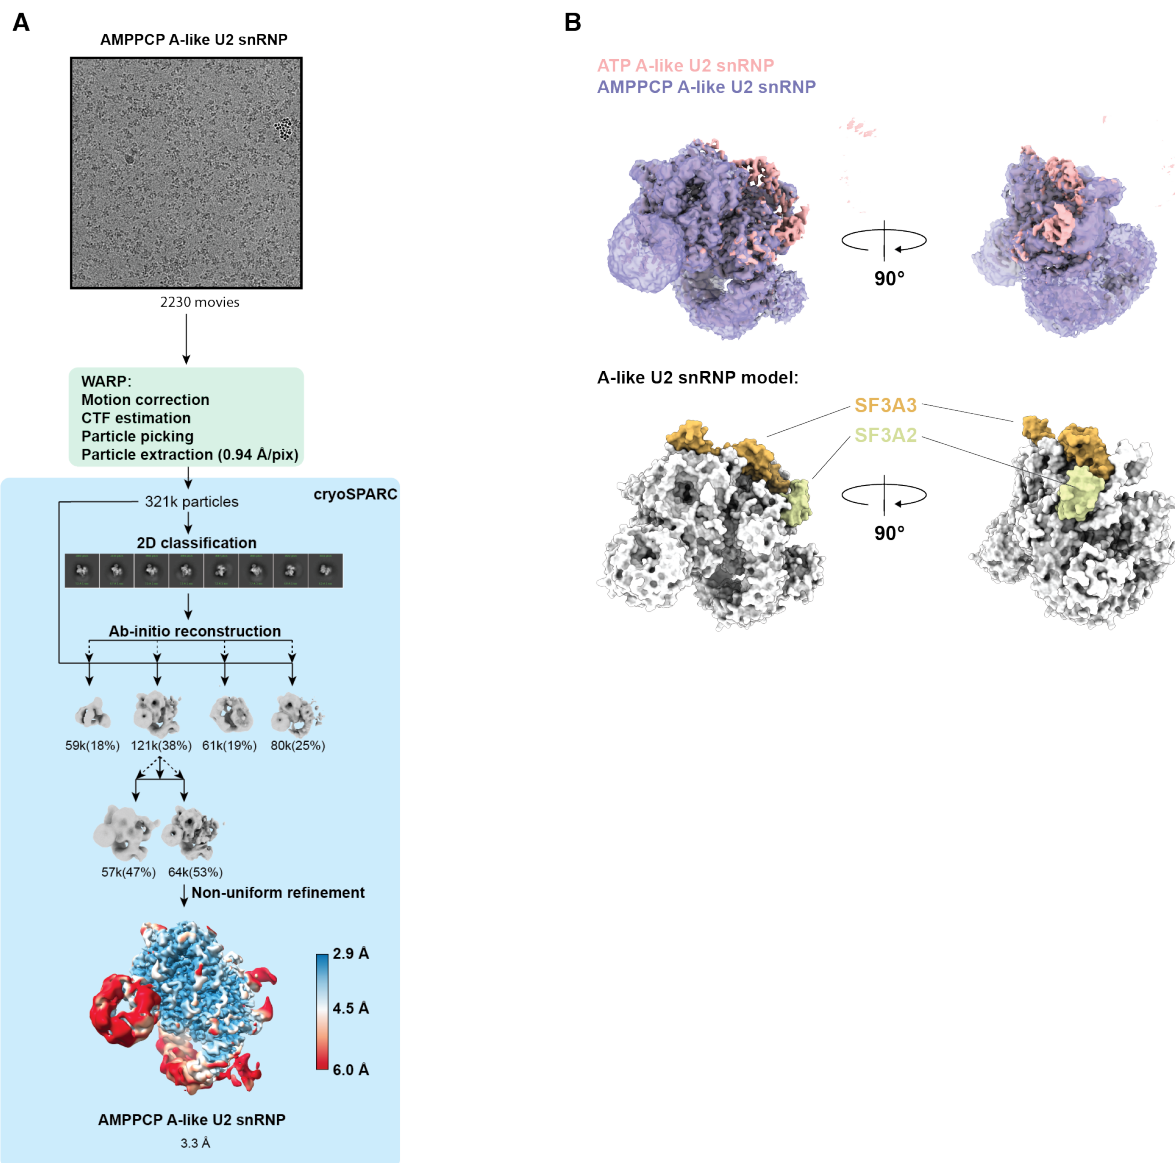 A
AMPPCP A-like U2 snRNP
2230 movies
WARP:
Motion correction
CTF estimation
Particle picking
Particle extraction (0.94 Å/pix)
cryoSPARC
321k particles
2D classification
Ab-initio reconstruction
59k(18%) 121k(38%) 61k(19%) 80k(25%)
57k(47%) 64k(53%)
Non-uniform refinement
2.9 Å
4.5 Å
6.0 Å
AMPPCP A-like U2 snRNP
3.3 Å
B
ATP A-like U2 snRNP
AMPPCP A-like U2 snRNP
90°
A-like U2 snRNP model:
SF3A3
SF3A2
90°